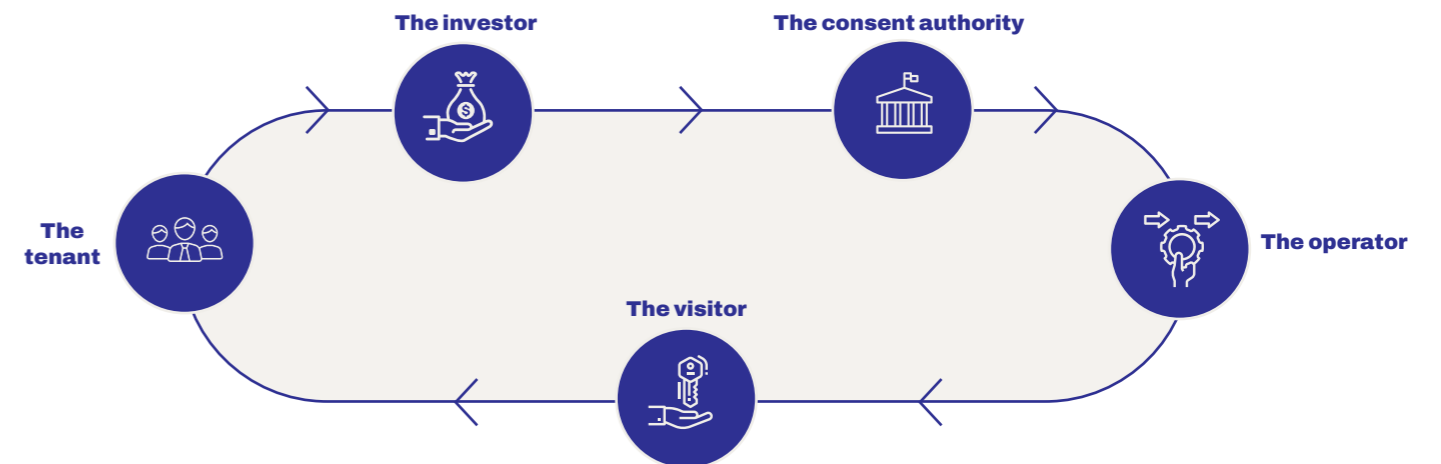 The investor
The consent authority
The
tenant
$
The operator
The visitor